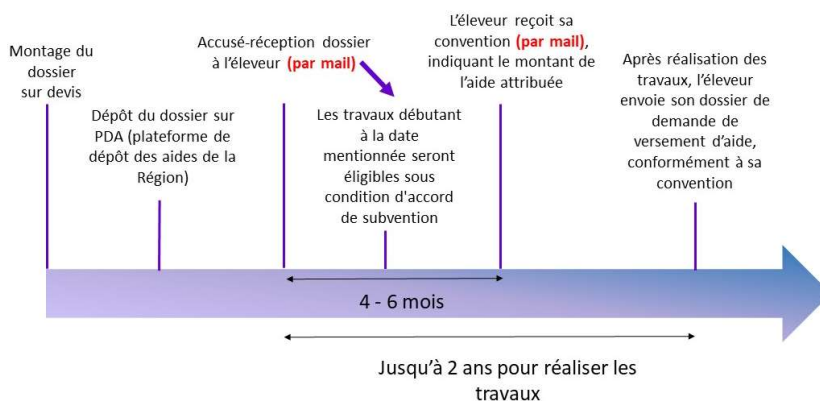 Montage du
dossier
sur devis
Dépôt du dossier sur
PDA (plateforme de
dépôt des aides de la
Région)
Accusé-réception dossier
à l'éleveur (par mail)
Les travaux débutant
à la date
mentionnée seront
éligibles sous
condition d'accord
de subvention
L'éleveur reçoit sa
convention (par mail),
indiquant le montant de
l'aide attribuée
Après réalisation des
travaux, l'éleveur
envoie son dossier de
demande de
versement d'aide,
conformément à sa
convention
4 - 6 mois
Jusqu'à 2 ans pour réaliser les
travaux